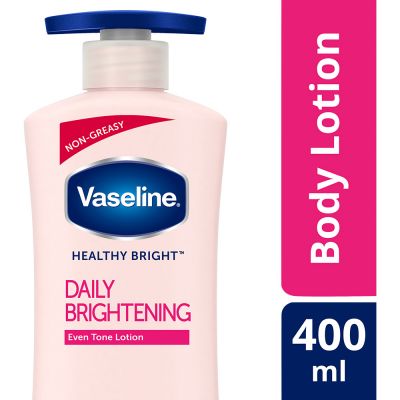 NON-GREASY
Vaseline®
HEALTHY BRIGHT™
DAILY
BRIGHTENING
Even Tone Lotion
Body Lotion
400
ml